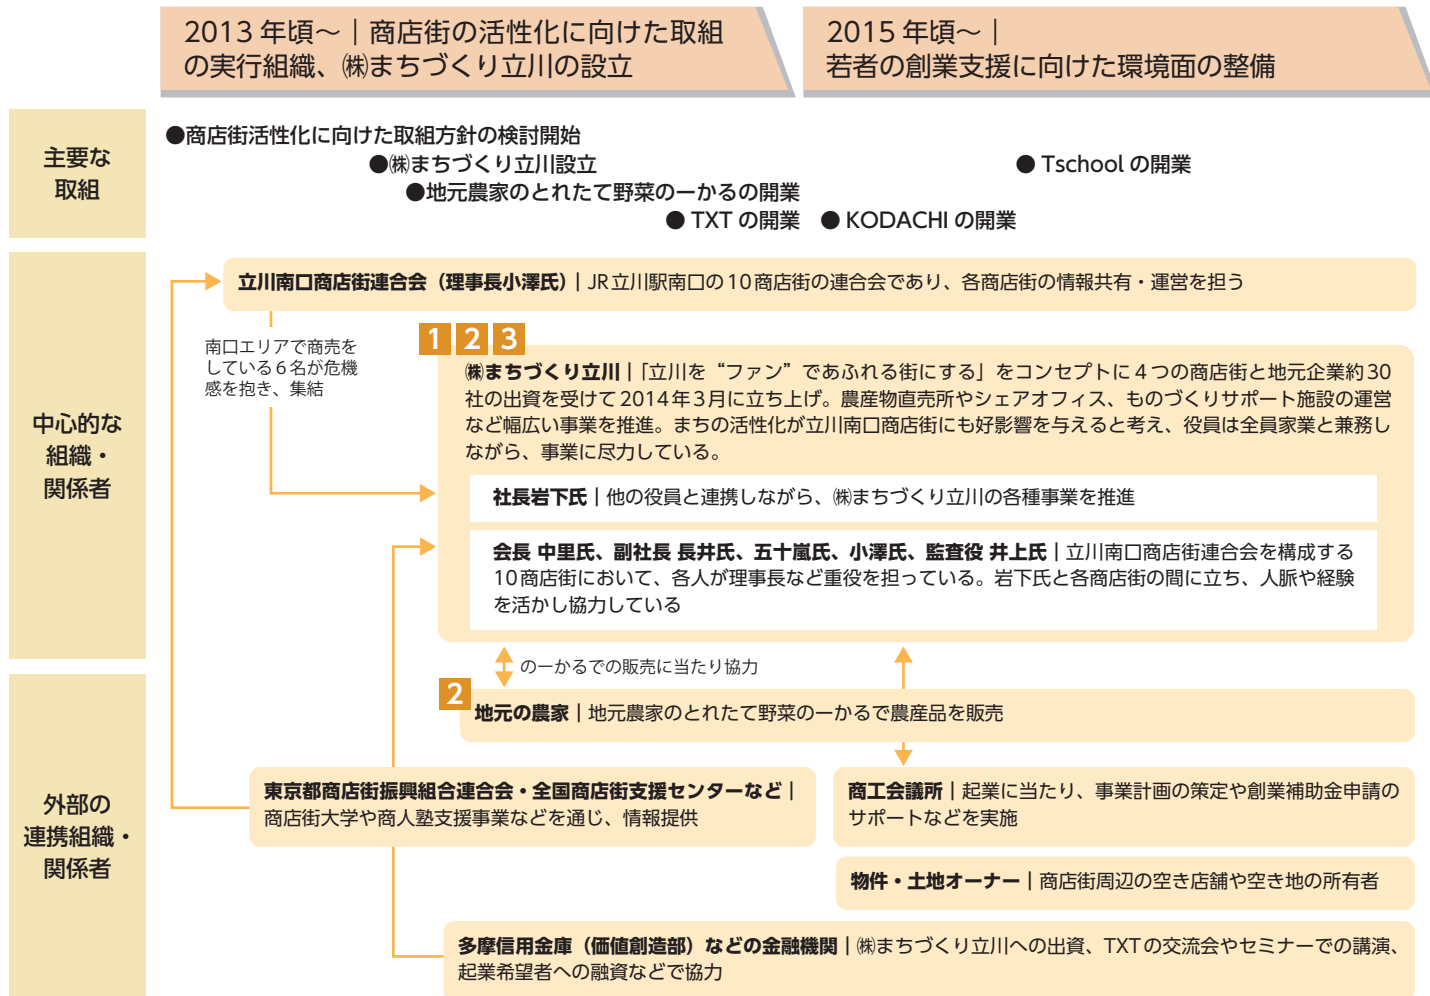 2013 年頃～｜商店街の活性化に向けた取組
の実行組織、㈱まちづくり立川の設立
2015 年頃～｜
若者の創業支援に向けた環境面の整備
主要な
取組
●商店街活性化に向けた取組方針の検討開始
●㈱まちづくり立川設立
● Tschool の開業
●地元農家のとれたて野菜のーかるの開業
● TXT の開業
● KODACHI の開業
中心的な
組織・
関係者
立川南口商店街連合会（理事長小澤氏）｜JR立川駅南口の10商店街の連合会であり、各商店街の情報共有・運営を担う
南口エリアで商売を
している６名が危機
感を抱き、集結
1 2 3
㈱まちづくり立川｜「立川を“ファン”であふれる街にする」をコンセプトに４つの商店街と地元企業約30
社の出資を受けて2014年３月に立ち上げ。農産物直売所やシェアオフィス、ものづくりサポート施設の運営
など幅広い事業を推進。まちの活性化が立川南口商店街にも好影響を与えると考え、役員は全員家業と兼務し
ながら、事業に尽力している。
社長岩下氏｜他の役員と連携しながら、㈱まちづくり立川の各種事業を推進
会長 中里氏、副社長 長井氏、五十嵐氏、小澤氏、監査役 井上氏｜立川南口商店街連合会を構成する
10商店街において、各人が理事長など重役を担っている。岩下氏と各商店街の間に立ち、人脈や経験
を活かし協力している
のーかるでの販売に当たり協力
外部の
連携組織・
関係者
2
地元の農家｜地元農家のとれたて野菜のーかるで農産品を販売
東京都商店街振興組合連合会・全国商店街支援センターなど｜
商店街大学や商人塾支援事業などを通じ、情報提供
商工会議所｜起業に当たり、事業計画の策定や創業補助金申請の
サポートなどを実施
物件・土地オーナー｜商店街周辺の空き店舗や空き地の所有者
多摩信用金庫（価値創造部）などの金融機関｜㈱まちづくり立川への出資、TXTの交流会やセミナーでの講演、
起業希望者への融資などで協力